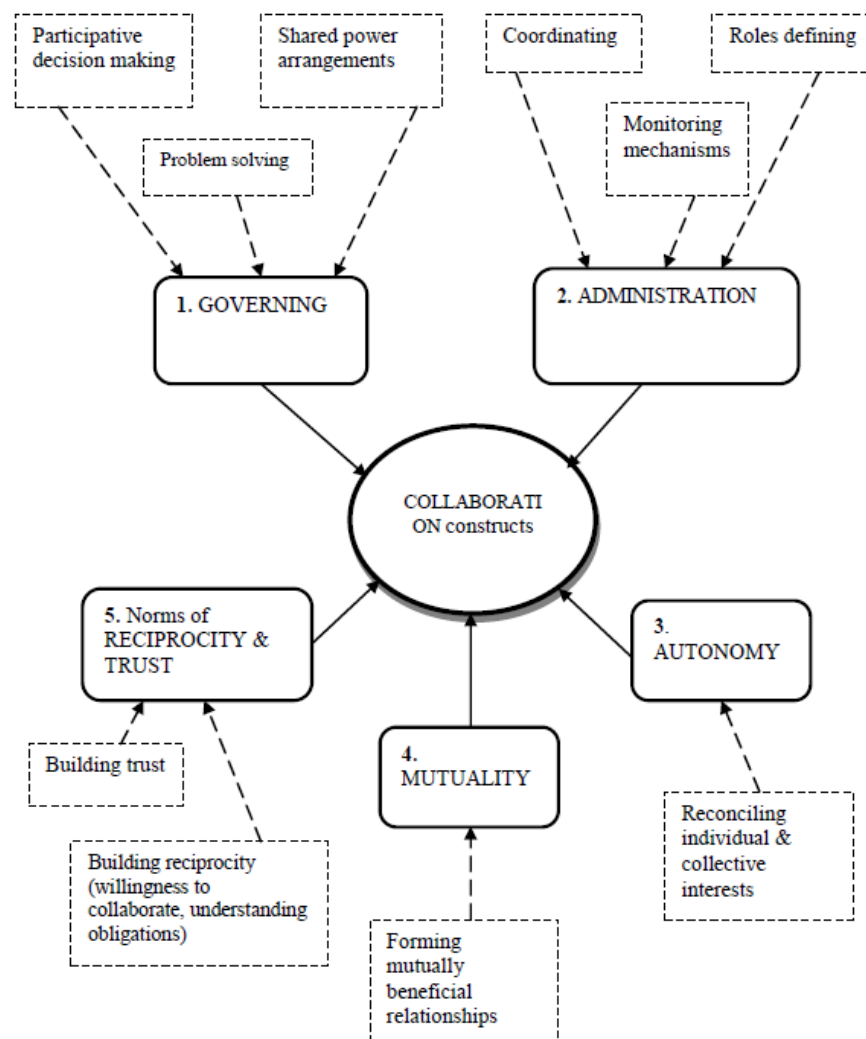 Participative
decision making
Shared power
arrangements
Coordinating
Roles defining
Problem solving
Monitoring
mechanisms
1. GOVERNING
2. ADMINISTRATION
COLLABORATI
ON constructs
5. Norms of
RECIPROCITY &
TRUST
3.
AUTONOMY
4.
MUTUALITY
Building trust
Building reciprocity
(willingness to
collaborate, understanding
obligations)
Forming
mutually
beneficial
relationships
Reconciling
individual &
collective
interests